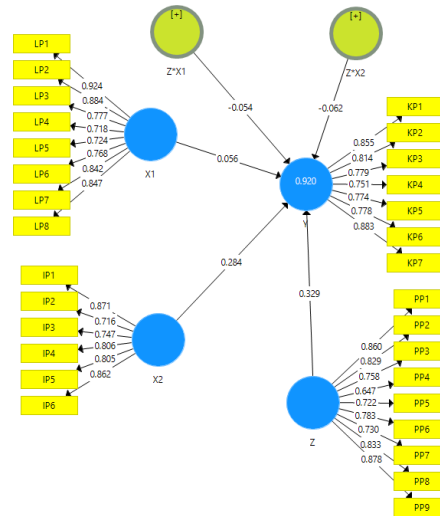 [+]
Z*X1
[+]
Z*X2
LP1
LP2
LP3
LP4
LP5
LP6
LP7
LP8
0.924
0.884
0.777
0.718
0.724
0.768
0.842
0.847
X1
-0.054
-0.062
0.056
0.920
Y
KP1
KP2
KP3
KP4
KP5
KP6
KP7
0.855
0.814
0.779
0.751
0.774
0.778
0.883
0.284
0.329
IP1
IP2
IP3
IP4
IP5
IP6
0.871
0.716
0.747
0.806
0.805
0.862
X2
Z
PP1
PP2
PP3
PP4
PP5
PP6
PP7
PP8
PP9
0.860
0.829
0.758
0.647
0.722
0.783
0.730
0.833
0.878